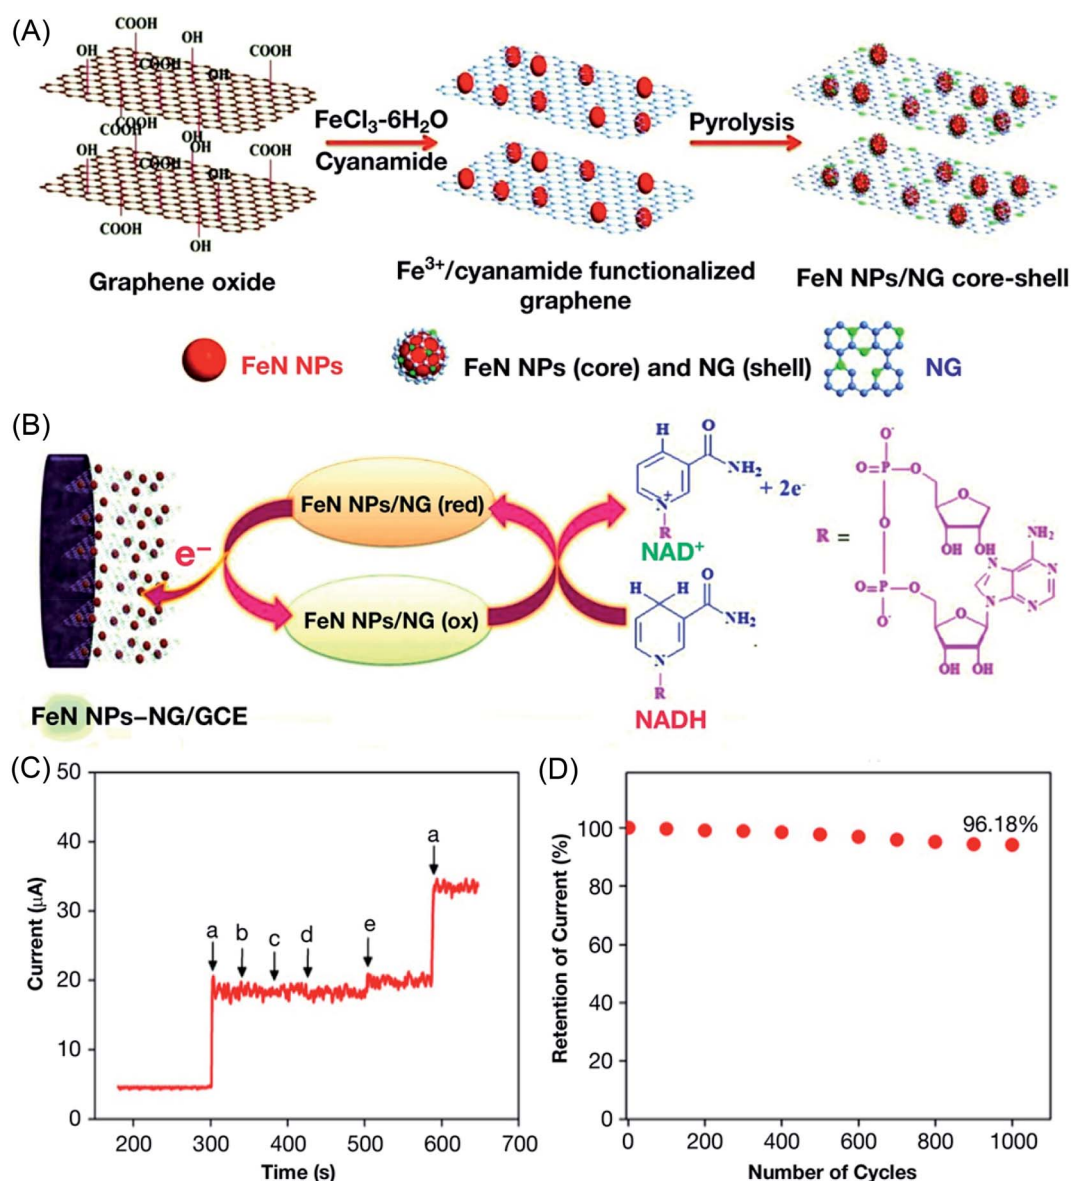 (A)
COOH
OH
OH
COOH
COOH
OH
COOH
OH
OH
COOH
COOH
OH
COOH
OH
FeCl3-6H2O
Cyanamide
Pyrolysis
Graphene oxide
Fe3+/cyanamide functionalized
graphene
FeN NPs/NG core-shell
FeN NPs
FeN NPs (core) and NG (shell)
NG
(B)
FeN NPs/NG (red)
e−
FeN NPs/NG (ox)
FeN NPs–NG/GCE
H
O
NH2
+ 2e-
N+
R
NAD+
H H
O
NH2
N
R
NADH
R =
O-
O=P
O
O
O
OH
OH
O=P
O
O-
O
OH OH
NH2
N
N
N
N
(C)
50
40
30
20
10
0
Current (μA)
a
b
c
d
e
a
200
300
400
500
600
700
Time (s)
(D)
96.18%
100
80
60
40
20
0
Retention of Current (%)
0
200
400
600
800
1000
Number of Cycles